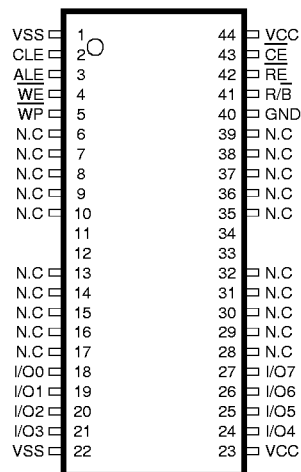 VSS 1 44 VCC
CLE 2 43 CE
ALE 3 42 RE
WE 4 41 R/B
WP 5 40 GND
N.C 6 39 N.C
N.C 7 38 N.C
N.C 8 37 N.C
N.C 9 36 N.C
N.C 10 35 N.C
11 34
12 33
N.C 13 32 N.C
N.C 14 31 N.C
N.C 15 30 N.C
N.C 16 29 N.C
N.C 17 28 N.C
I/O0 18 27 I/O7
I/O1 19 26 I/O6
I/O2 20 25 I/O5
I/O3 21 24 I/O4
VSS 22 23 VCC